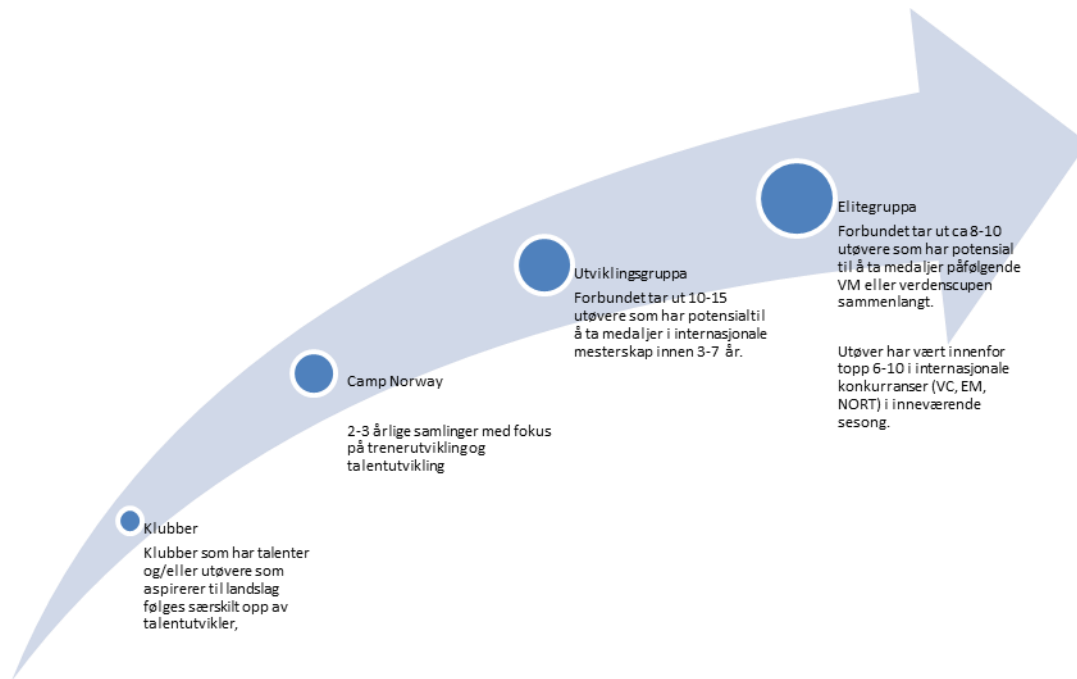 Klubber
Klubber som har talenter
og/eller utøvere som
aspirerer til landslag
følges særskilt opp av
talentutvikler,
Camp Norway
2-3 årlige samlinger med fokus
på trenerutvikling og
talentutvikling
Utviklingsgruppa
Forbundet tar ut 10-15
utøvere som har potensial til
å ta medaljer i internasjonale
mesterskap innen 3-7 år.
Elitegruppa
Forbundet tar ut ca 8-10
utøvere som har potensial
til å ta medaljer påfølgende
VM eller verdenscupen
sammenlangt.
Utøver har vært innenfor
topp 6-10 i internasjonale
konkurranser (VC, EM,
NORT) i inneværende
sesong.